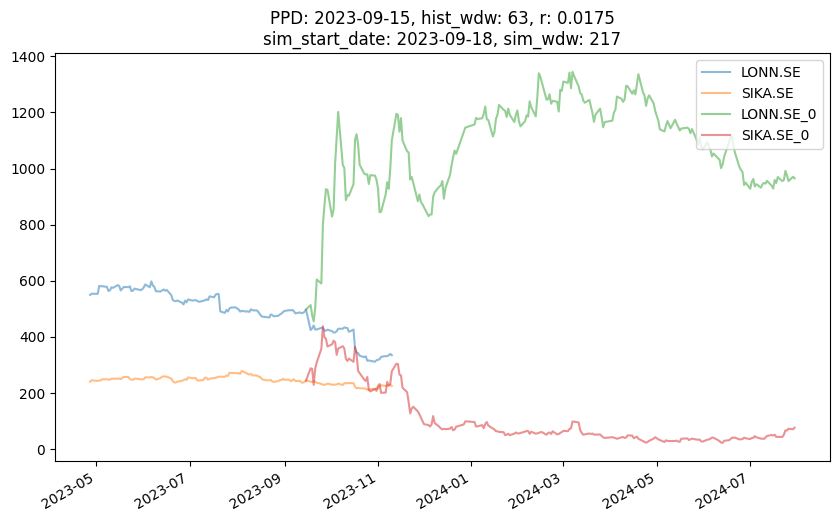 PPD: 2023-09-15, hist_wdw: 63, r: 0.0175
sim_start_date: 2023-09-18, sim_wdw: 217
1400
1200
1000
800
600
400
200
0
LONN.SE
SIKA.SE
LONN.SE_0
SIKA.SE_0
2023-05
2023-07
2023-09
2023-11
2024-01
2024-03
2024-05
2024-07